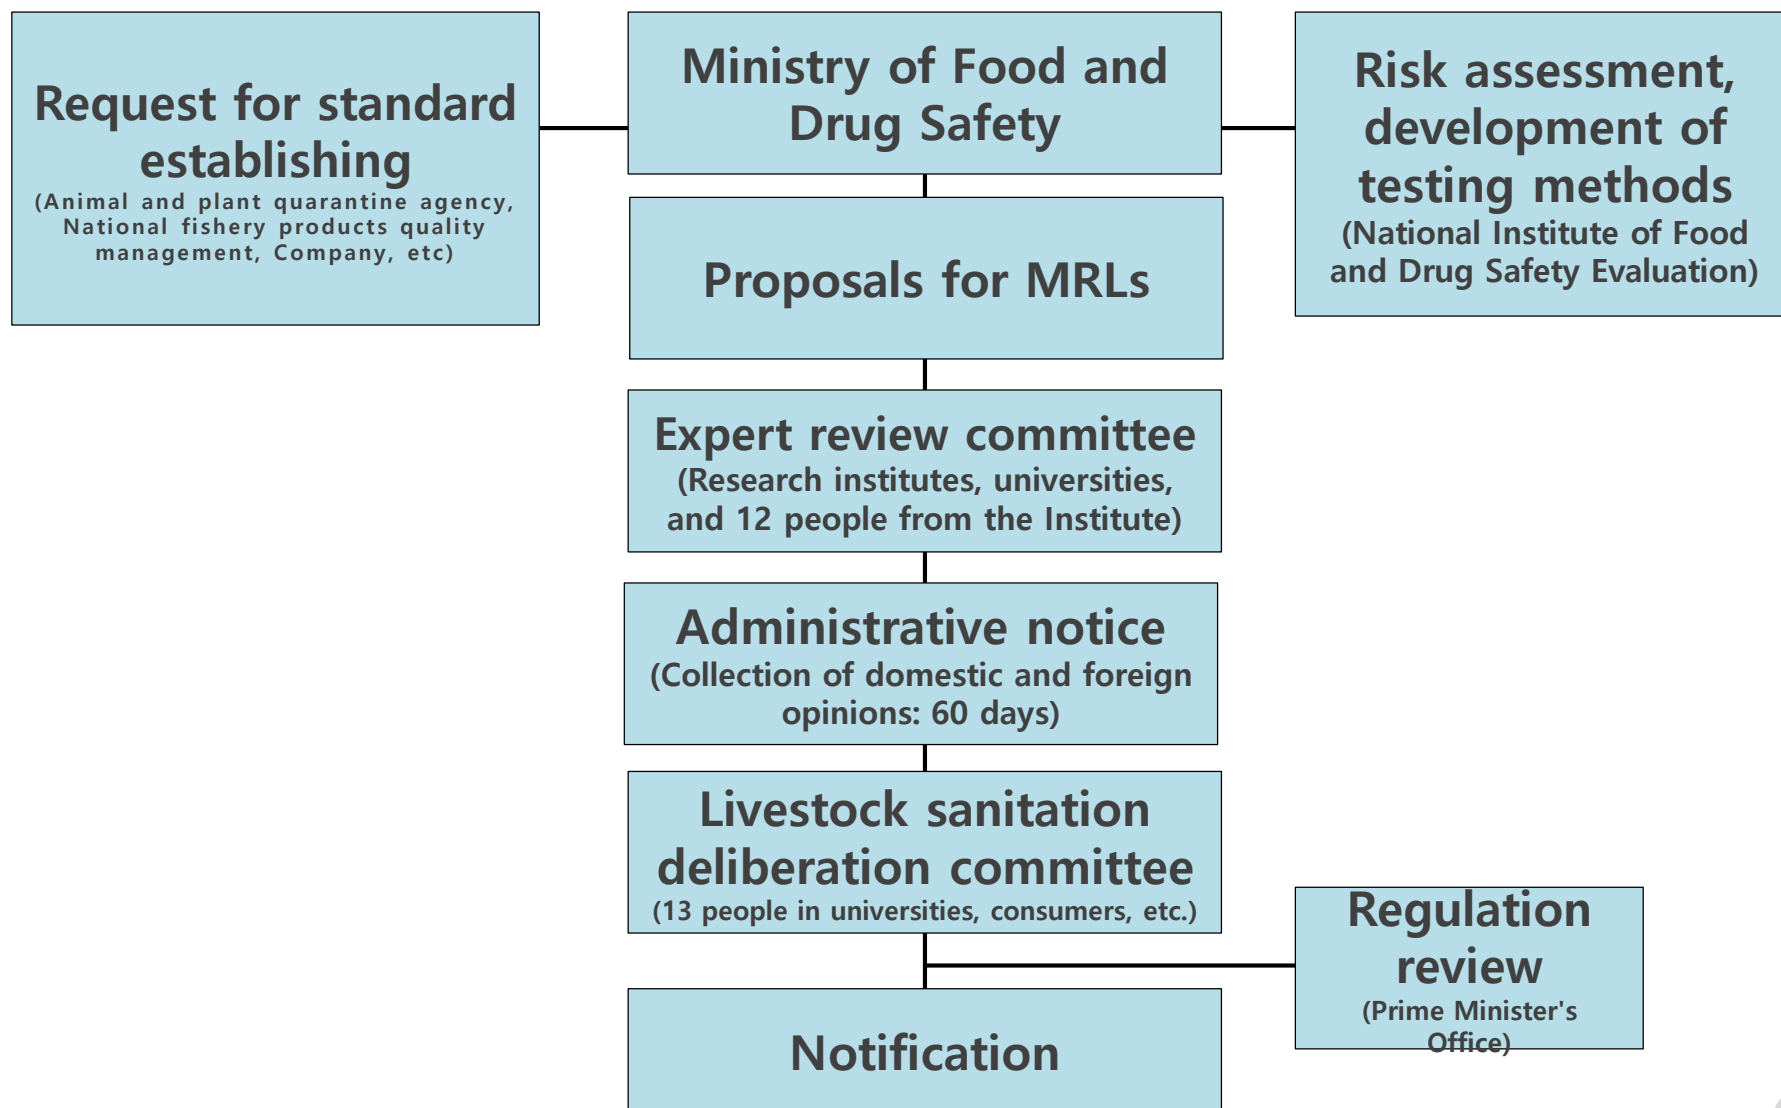 Request for standard
establishing
(Animal and plant quarantine agency,
National fishery products quality
management, Company, etc)
Ministry of Food and
Drug Safety
Risk assessment,
development of
testing methods
(National Institute of Food
and Drug Safety Evaluation)
Proposals for MRLs
Expert review committee
(Research institutes, universities,
and 12 people from the Institute)
Administrative notice
(Collection of domestic and foreign
opinions: 60 days)
Livestock sanitation
deliberation committee
(13 people in universities, consumers, etc.)
Regulation
review
(Prime Minister's
Office)
Notification